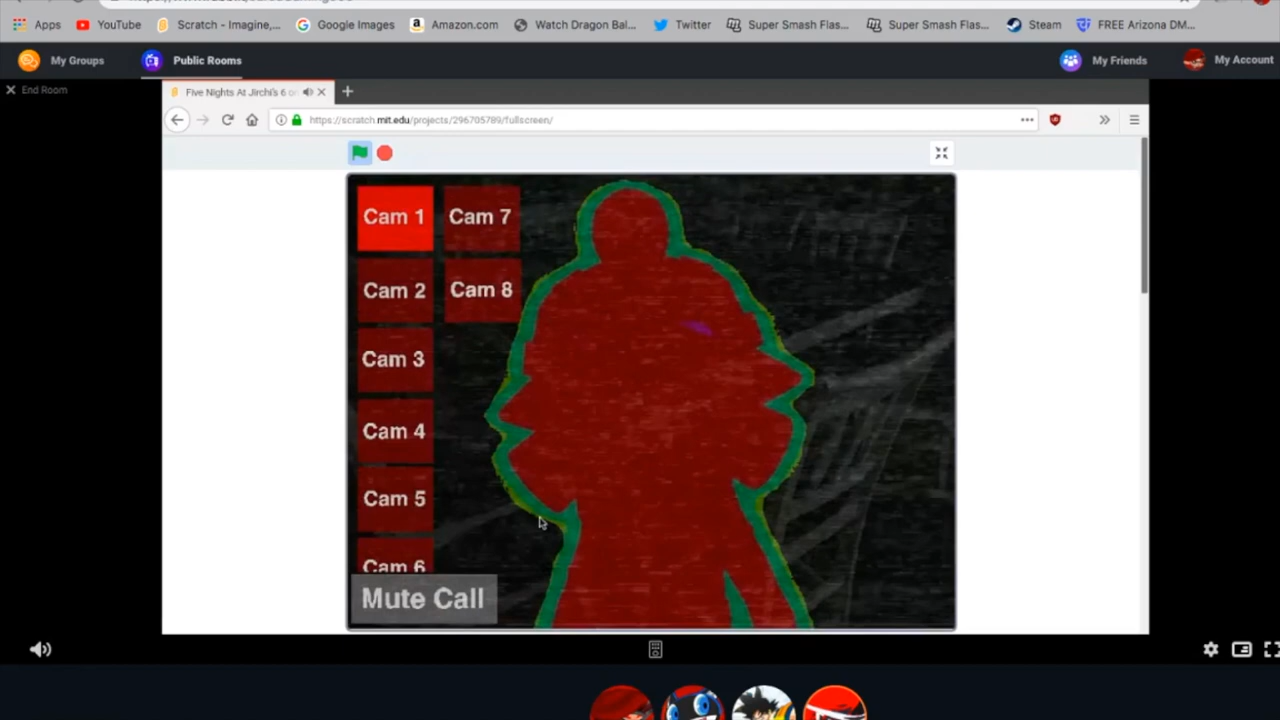 Apps YouTube Scratch - Imagine,... Google Images Amazon.com Watch Dragon Bal... Twitter Super Smash Flas... Super Smash Flas... Steam FREE Arizona DM...
My Groups Public Rooms My Friends My Account
End Room
Five Nights At Jirchi's 6 on
https://scratch.mit.edu/projects/296705789/fullscreen/
Cam 1 Cam 7
Cam 2 Cam 8
Cam 3
Cam 4
Cam 5
Cam 6
Mute Call